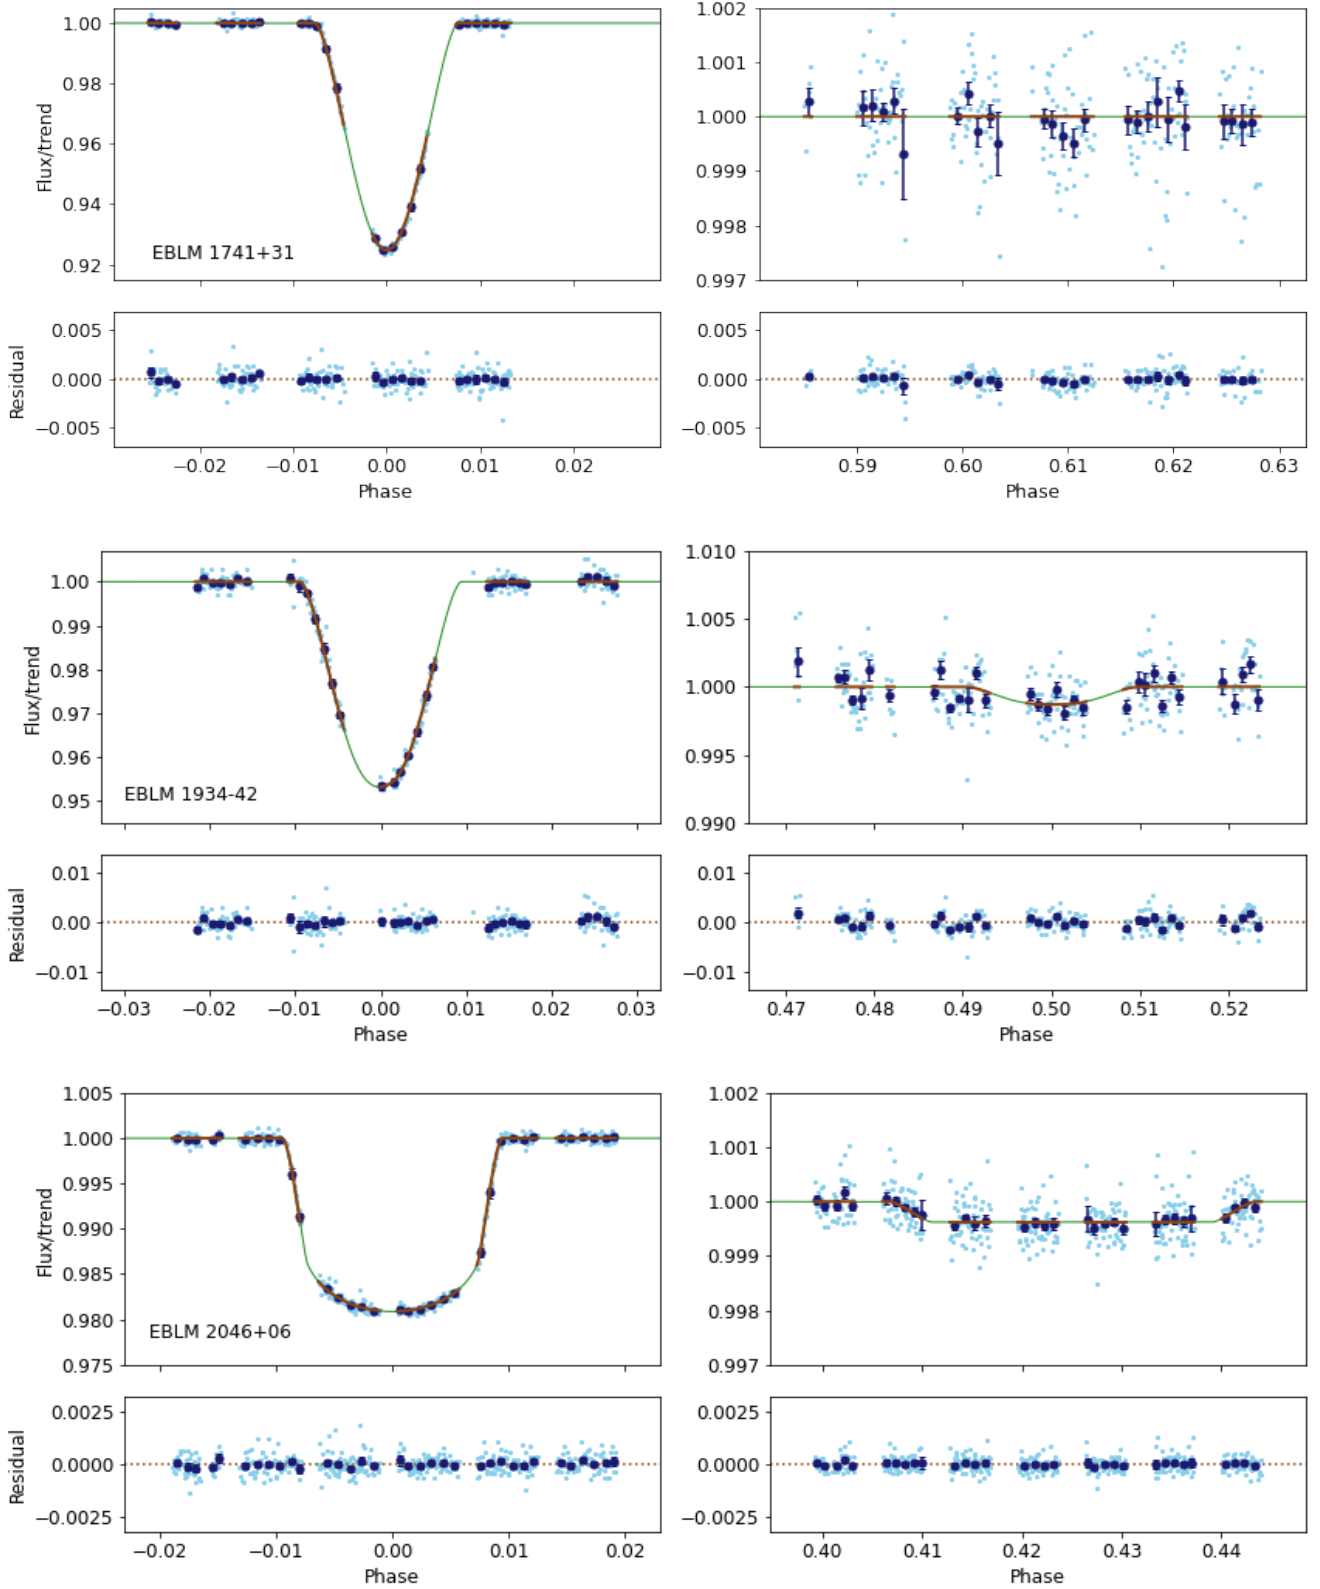 1.00
0.98
0.96
0.94
0.92
Flux/trend
EBLM 1741+31
1.002
1.001
1.000
0.999
0.998
0.997
0.005
0.000
−0.005
Residual
−0.02 −0.01 0.00 0.01 0.02
Phase
0.005
0.000
−0.005
0.59 0.60 0.61 0.62 0.63
Phase
1.00
0.99
0.98
0.97
0.96
0.95
Flux/trend
EBLM 1934-42
1.010
1.005
1.000
0.995
0.990
0.01
0.00
−0.01
Residual
−0.03 −0.02 −0.01 0.00 0.01 0.02 0.03
Phase
0.01
0.00
−0.01
0.47 0.48 0.49 0.50 0.51 0.52
Phase
1.005
1.000
0.995
0.990
0.985
0.980
0.975
Flux/trend
EBLM 2046+06
1.002
1.001
1.000
0.999
0.998
0.997
0.0025
0.0000
−0.0025
Residual
−0.02 −0.01 0.00 0.01 0.02
Phase
0.0025
0.0000
−0.0025
0.40 0.41 0.42 0.43 0.44
Phase